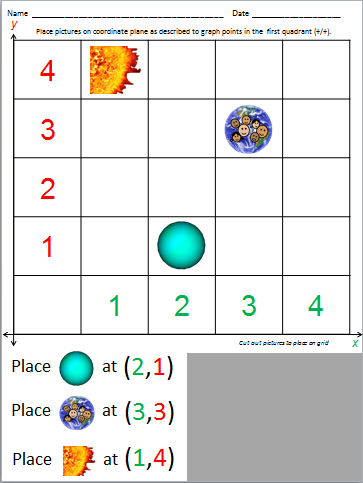 Name ________________________ Date ________________
y
Place pictures on coordinate plane as described to graph points in the first quadrant (+/+).
4
3
2
1
1 2 3 4
Cut out pictures to place on grid
x
Place at (2,1)
Place at (3,3)
Place at (1,4)